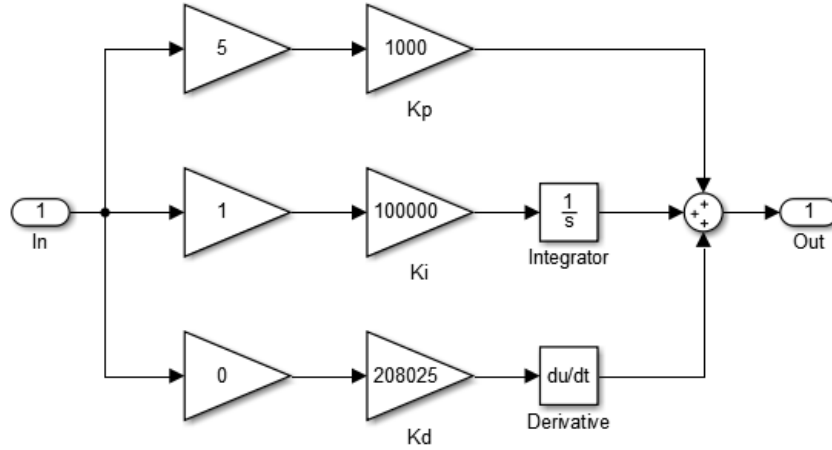 5
1000
Kp
1
In
1
100000
Ki
1
s
Integrator
+
+
+
1
Out
0
208025
Kd
du/dt
Derivative